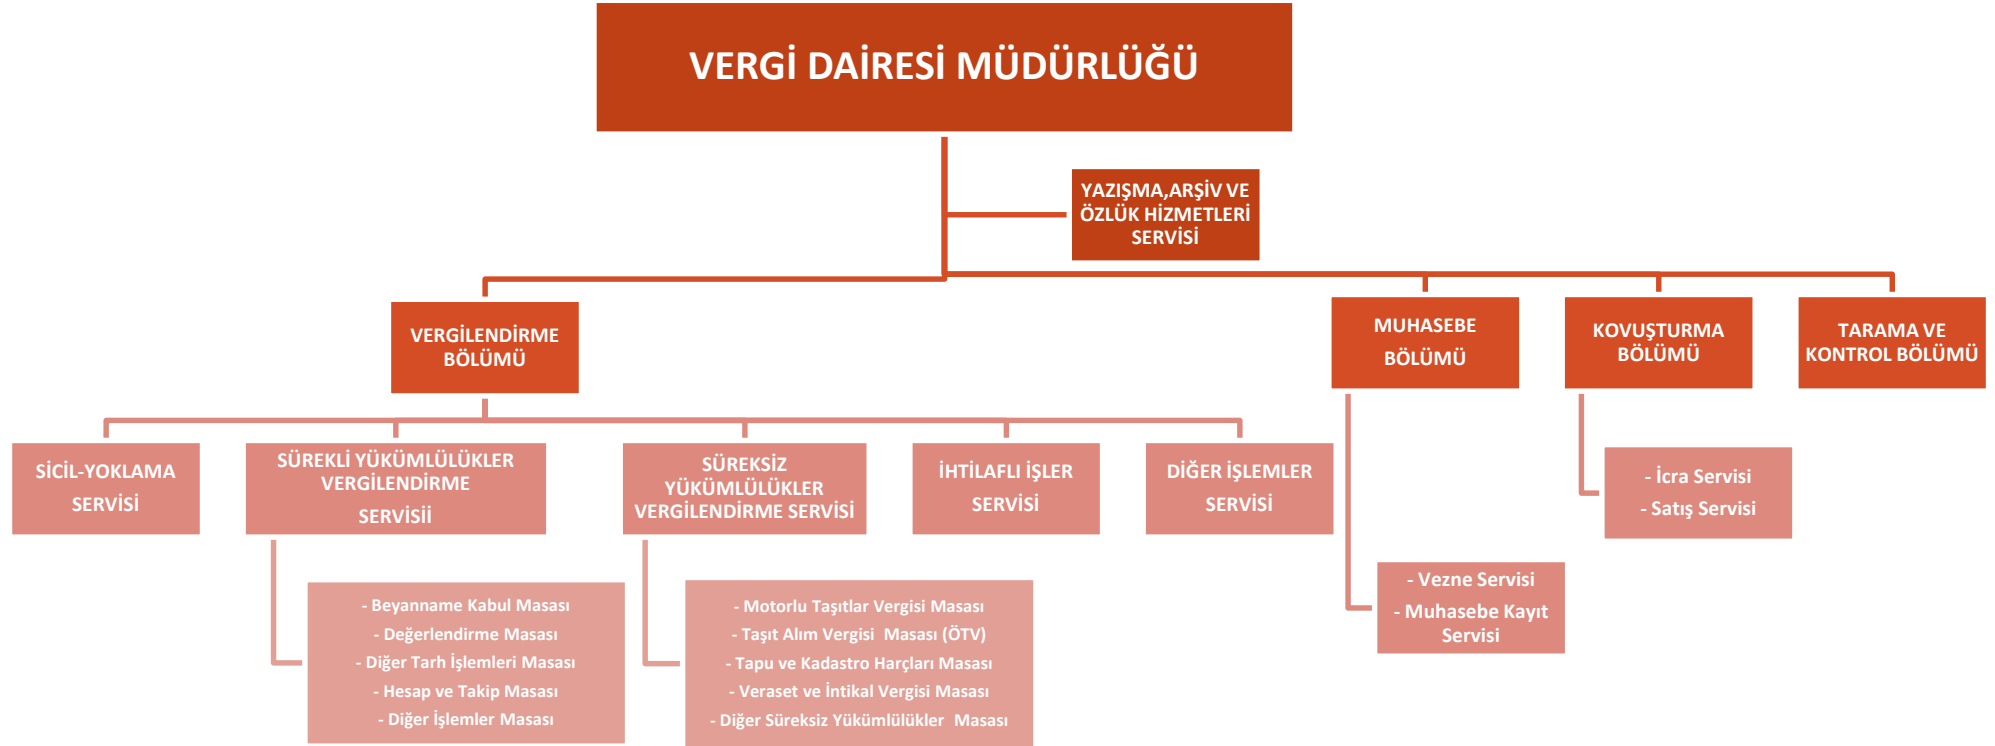 VERGİ DAİRESİ MÜDÜRLÜĞÜ
YAZIŞMA,ARŞİV VE
ÖZLÜK HİZMETLERİ
SERVİSİ
VERGİLENDİRME
BÖLÜMÜ
MUHASEBE
BÖLÜMÜ
KOVUŞTURMA
BÖLÜMÜ
TARAMA VE
KONTROL BÖLÜMÜ
SİCİL-YOKLAMA
SERVİSİ
SÜREKLİ YÜKÜMLÜLÜKLER
VERGİLENDİRME
SERVİSİİ
SÜREKSİZ
YÜKÜMLÜLÜKLER
VERGİLENDİRME SERVİSİ
İHTİLAFLI İŞLER
SERVİSİ
DİĞER İŞLEMLER
SERVİSİ
- İcra Servisi
- Satış Servisi
- Vezne Servisi
- Muhasebe Kayıt
Servisi
- Beyanname Kabul Masası
- Değerlendirme Masası
- Diğer Tarh İşlemleri Masası
- Hesap ve Takip Masası
- Diğer İşlemler Masası
- Motorlu Taşıtlar Vergisi Masası
- Taşıt Alım Vergisi  Masası (ÖTV)
- Tapu ve Kadastro Harçları Masası
- Veraset ve İntikal Vergisi Masası
- Diğer Süreksiz Yükümlülükler  Masası